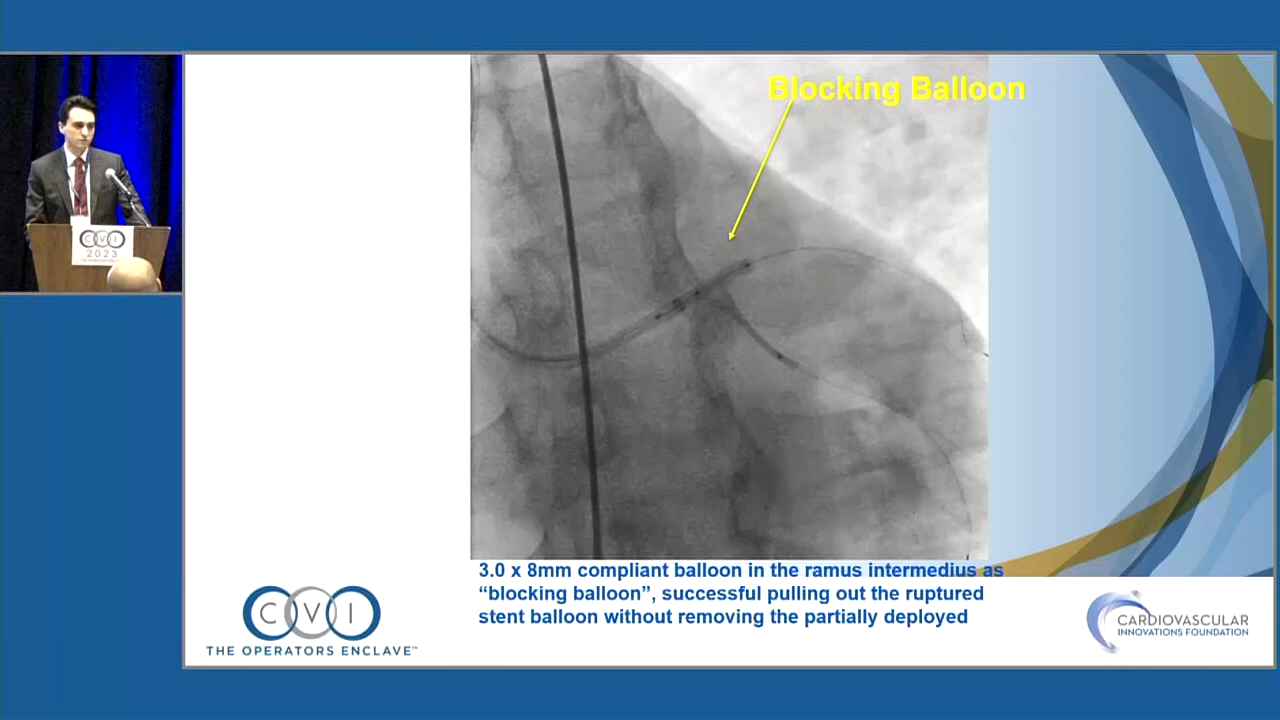 Blocking Balloon
CVI
2023
3.0 x 8mm compliant balloon in the ramus intermedius as
“blocking balloon”, successful pulling out the ruptured
stent balloon without removing the partially deployed
CVI
THE OPERATORS ENCLAVE™
CARDIOVASCULAR
INNOVATIONS FOUNDATION